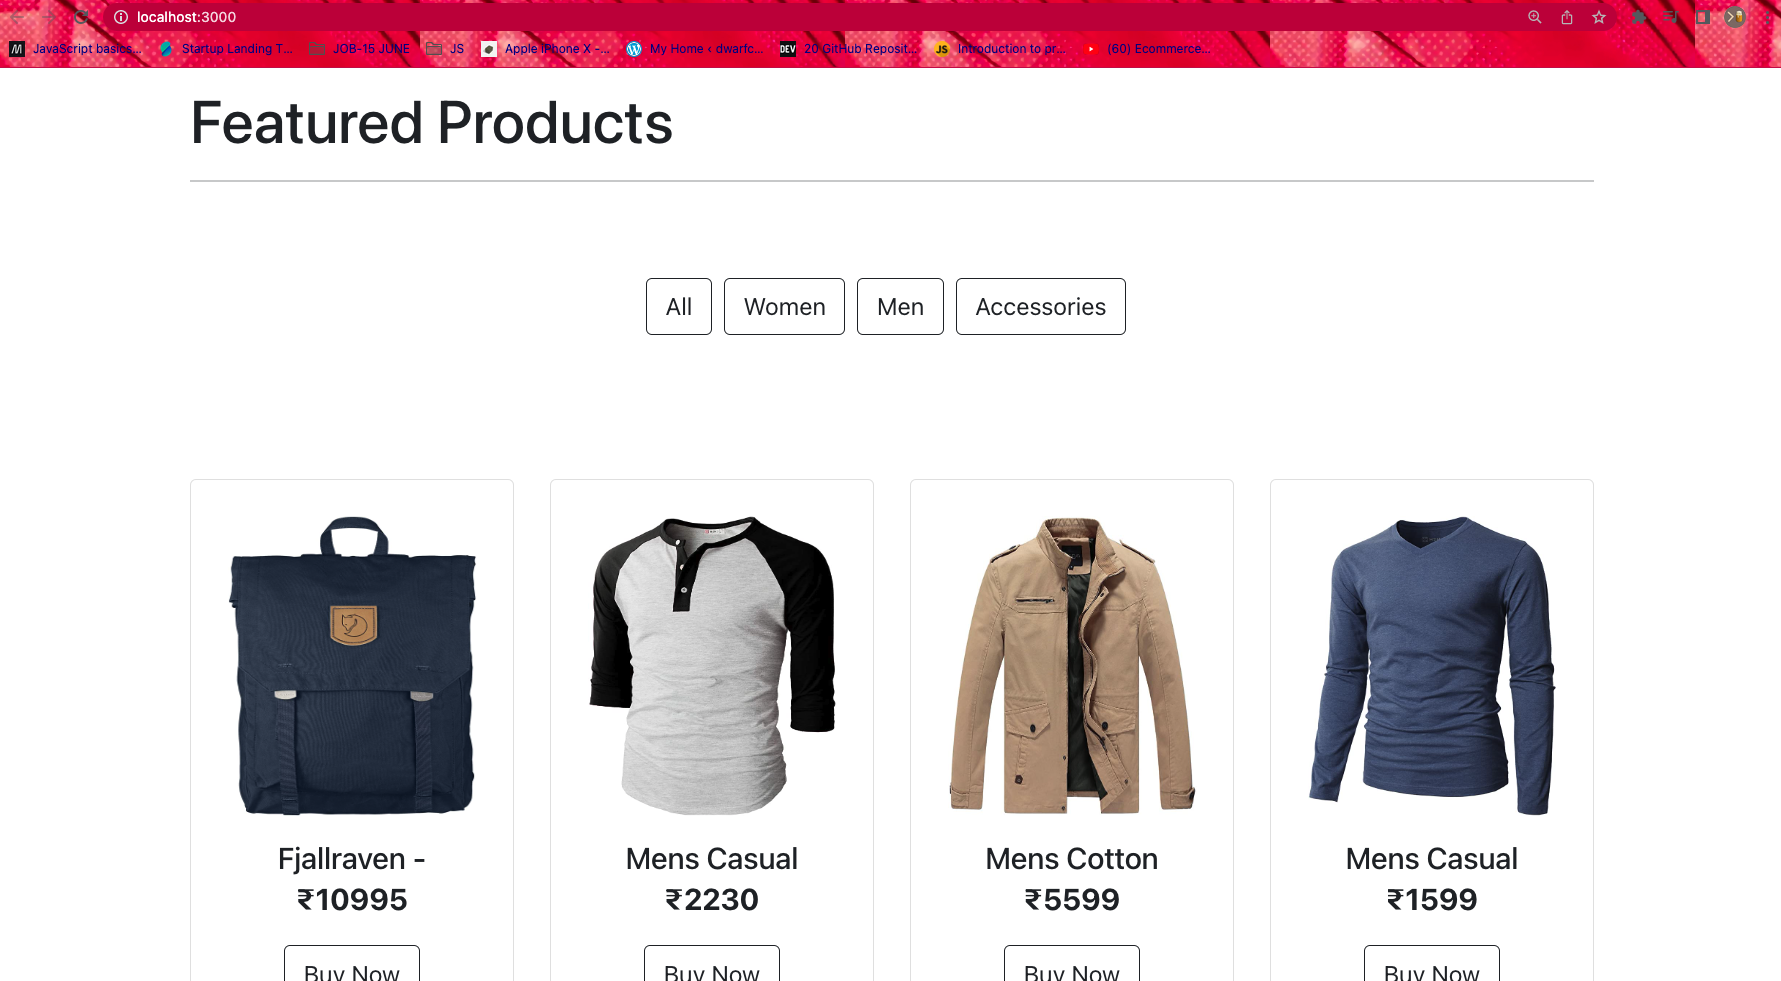 localhost:3000
JavaScript basics... Startup Landing T... JOB-15 JUNE JS Apple iPhone X -... My Home ‹ dwarfc... DEV 20 GitHub Reposit... JS Introduction to pr... (60) Ecommerce...
Featured Products
All Women Men Accessories
Fjallraven - Mens Casual Mens Cotton Mens Casual
₹10995 ₹2230 ₹5599 ₹1599
Buy Now Buy Now Buy Now Buy Now